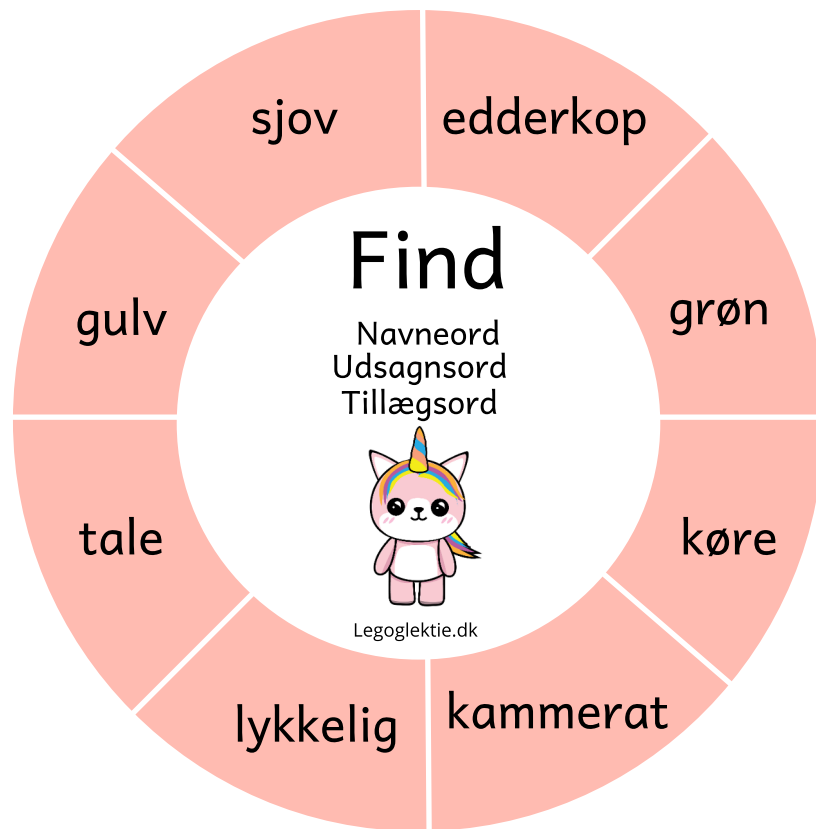 sjov
edderkop
grøn
køre
kammerat
lykkelig
tale
gulv
Find
Navneord
Udsagnsord
Tillægsord
Legoglektie.dk